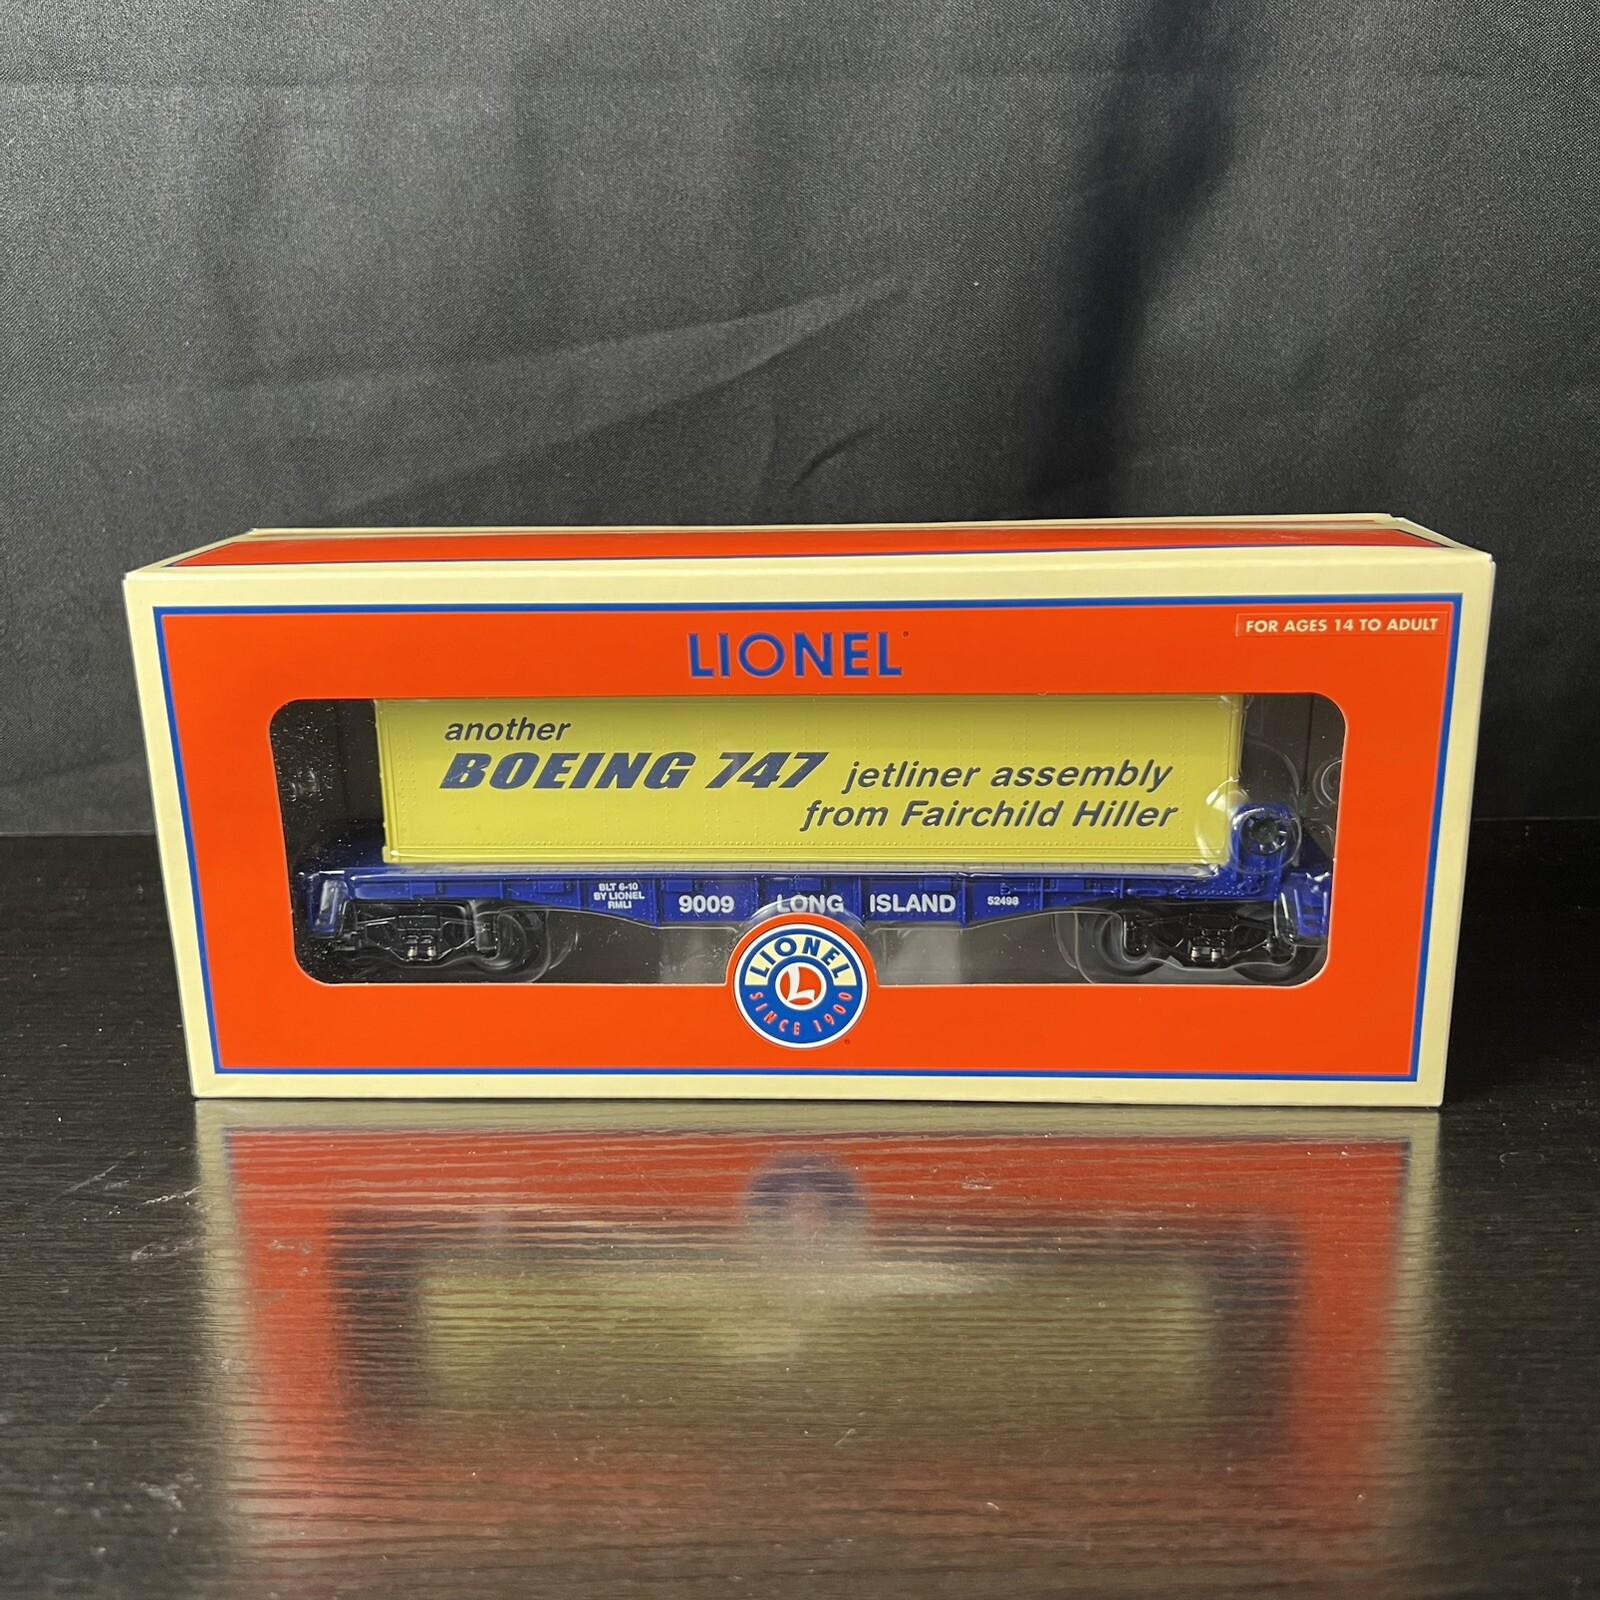 LIONEL
FOR AGES 14 TO ADULT
another
BOEING 747 jetliner assembly
from Fairchild Hiller
BLT 6-10
BY LIONEL
RMLI
9009 LONG ISLAND 52498
LIONEL
L
SINCE 1900